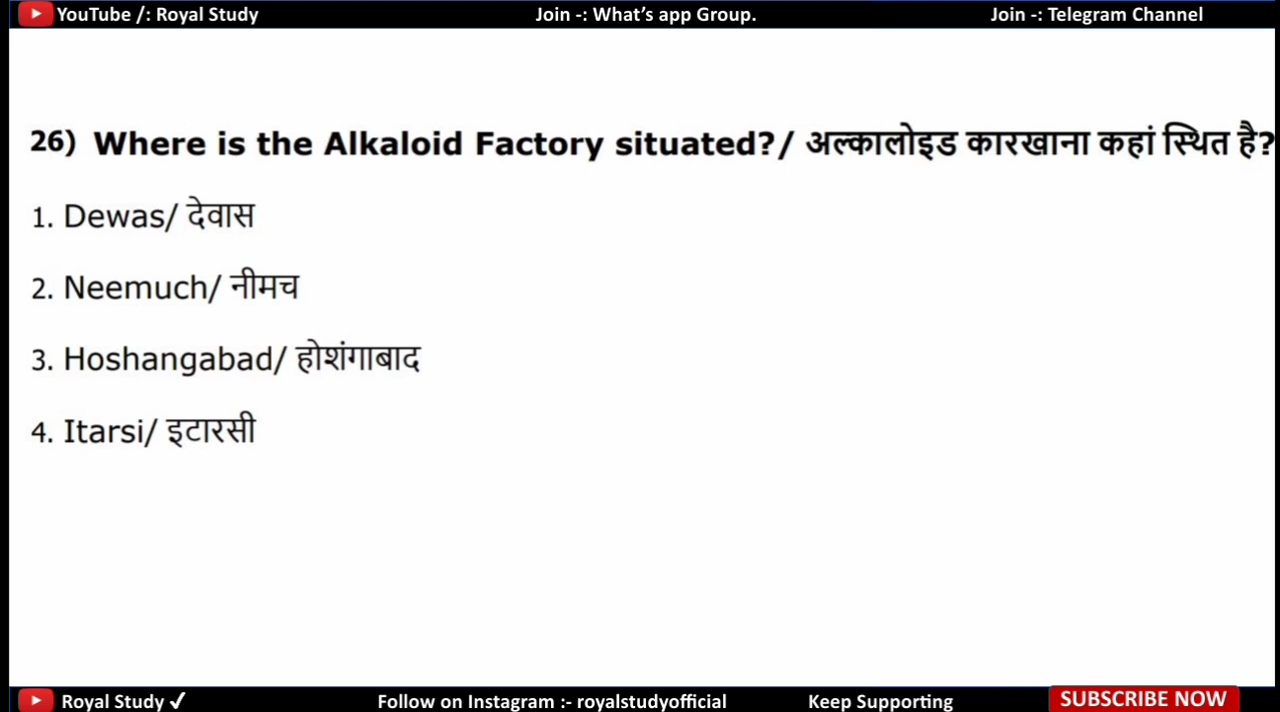 YouTube /: Royal Study Join -: What's app Group. Join -: Telegram Channel
26) Where is the Alkaloid Factory situated?/ अल्कालोइड कारखाना कहां स्थित है?
1. Dewas/ देवास
2. Neemuch/ नीमच
3. Hoshangabad/ होशंगाबाद
4. Itarsi/ इटारसी
Royal Study ✓ Follow on Instagram :- royalstudyofficial Keep Supporting SUBSCRIBE NOW